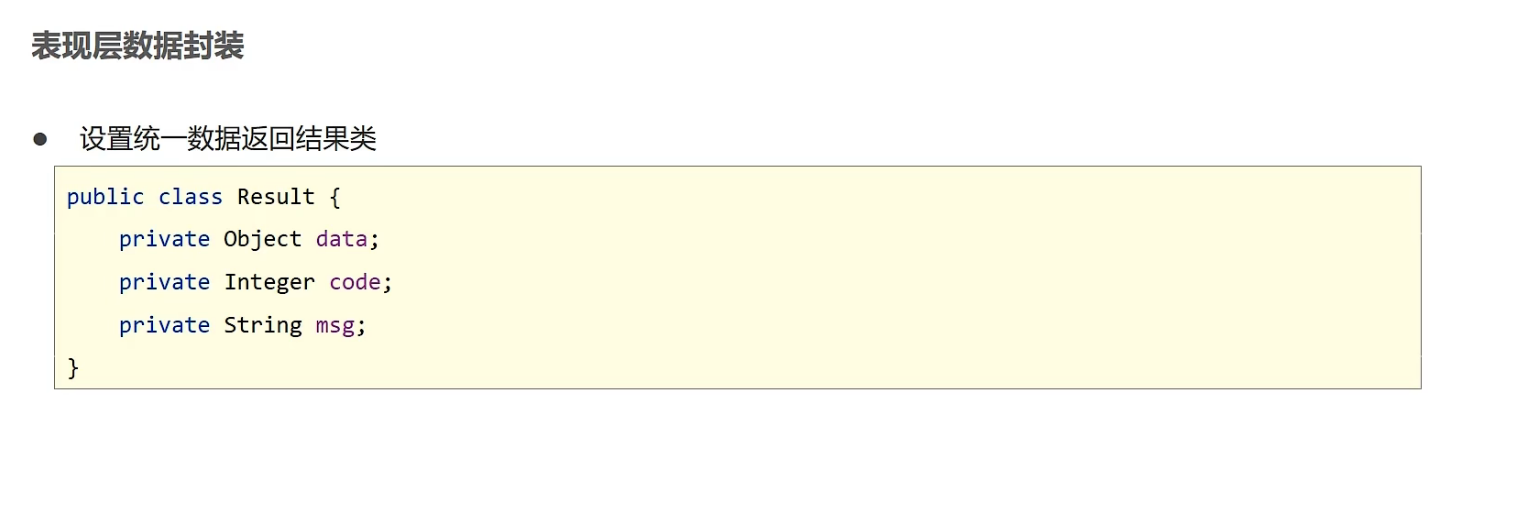 表现层数据封装
● 设置统一数据返回结果类
public class Result {
    private Object data;
    private Integer code;
    private String msg;
}